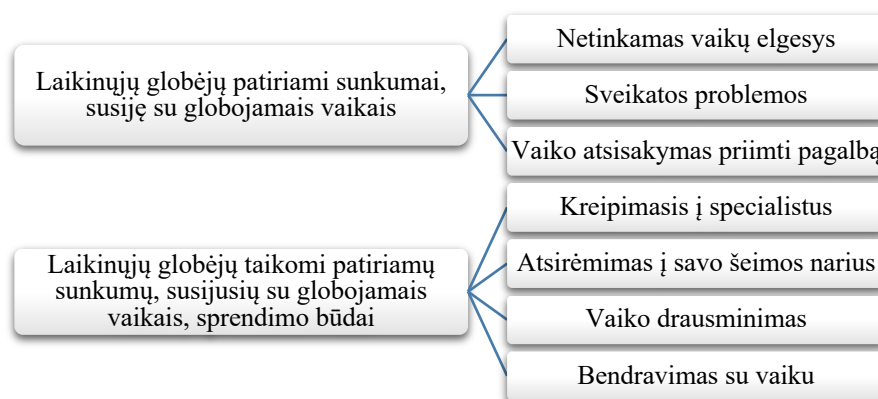 Laikinųjų globėjų patiriami sunkumai,
susiję su globojamais vaikais
Netinkamas vaikų elgesys
Sveikatos problemos
Vaiko atsisakymas priimti pagalbą
Laikinųjų globėjų taikomi patiriamų
sunkumų, susijusių su globojamais
vaikais, sprendimo būdai
Kreipimasis į specialistus
Atsirėmimas į savo šeimos narius
Vaiko drausminimas
Bendravimas su vaiku